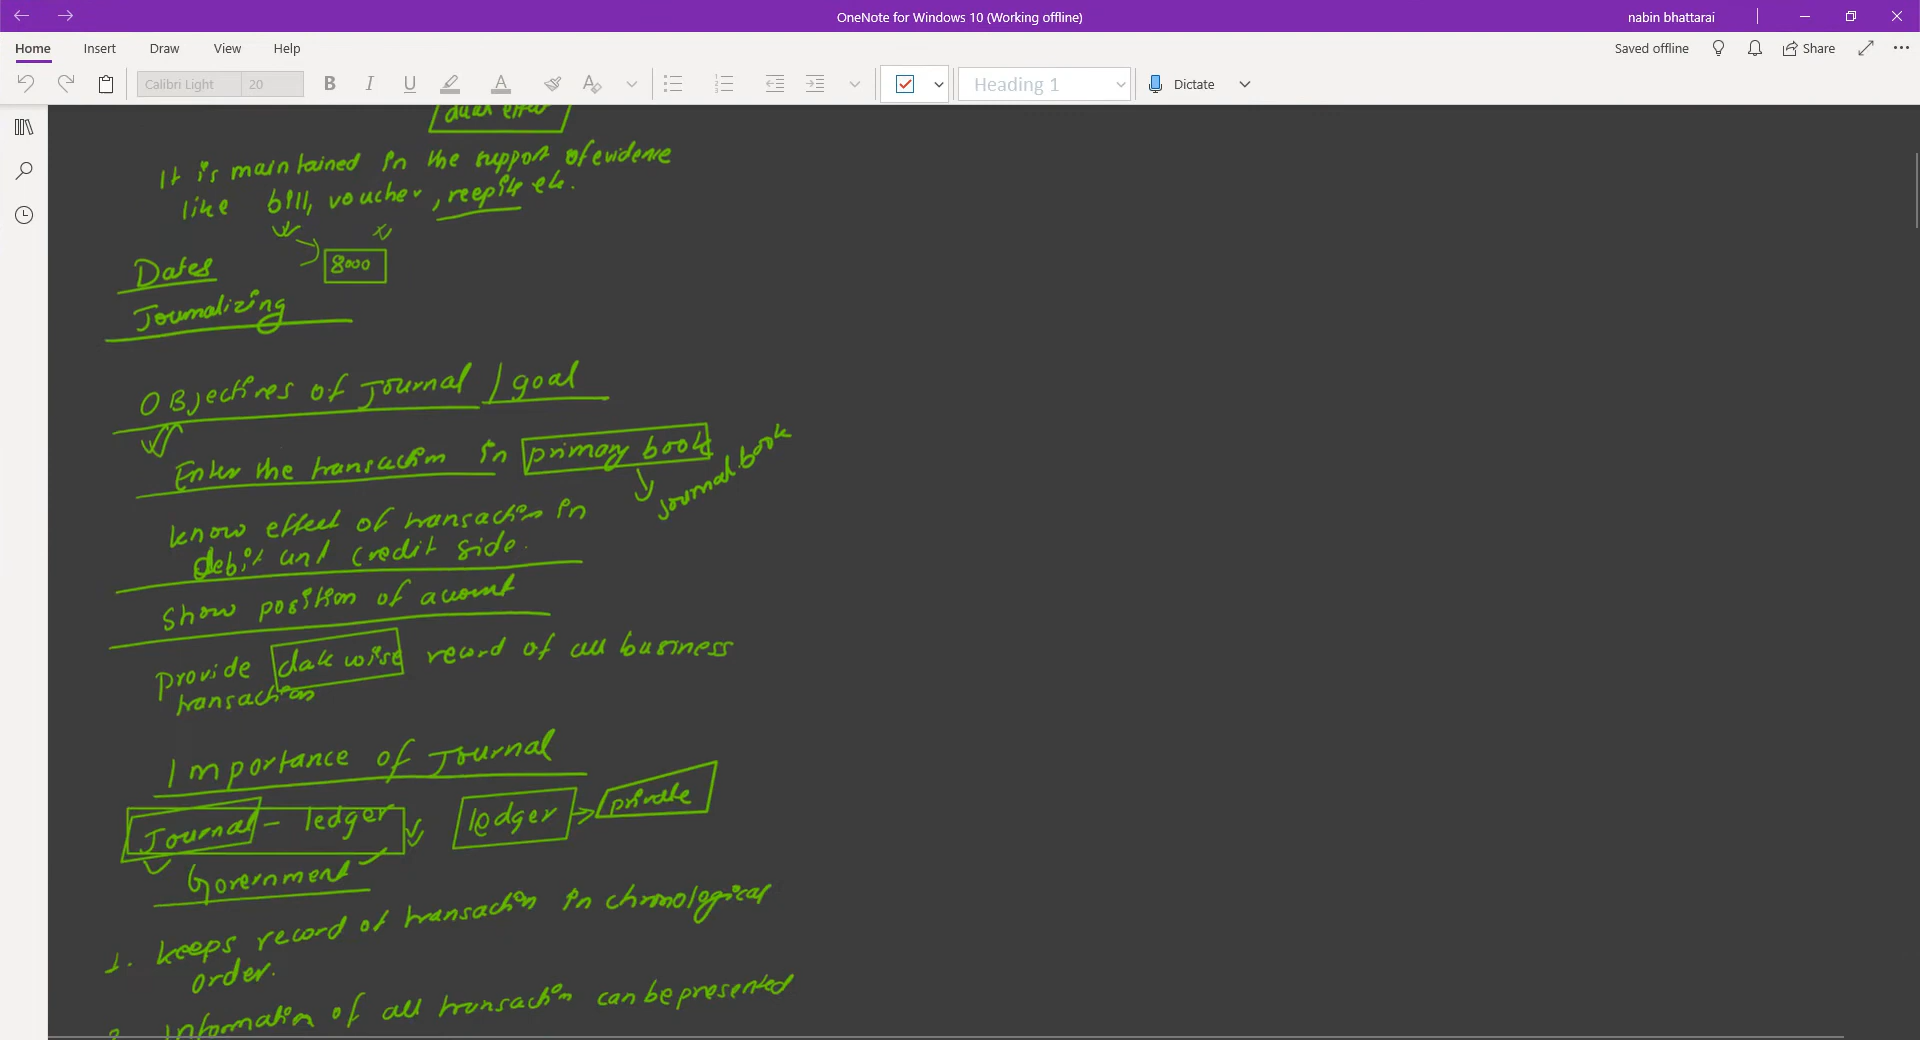 OneNote for Windows 10 (Working offline)
nabin bhattarai
Home Insert Draw View Help
Saved offline
Share
Calibri Light 20
B I U A A
Heading 1
Dictate
dual effect
It is maintained in the support of evidence
like bill, voucher, etc.
8000
Dates
Journalizing
Objectives of Journal / goal
Enter the transaction in primary book
journal book
know effect of transaction in
debit and credit side.
show position of account
provide date wise record of all business
transaction
Importance of Journal
Journal - ledger
ledger
private
Government
1. keeps record of transaction in chronological
order.
2. Information of all transaction can be presented